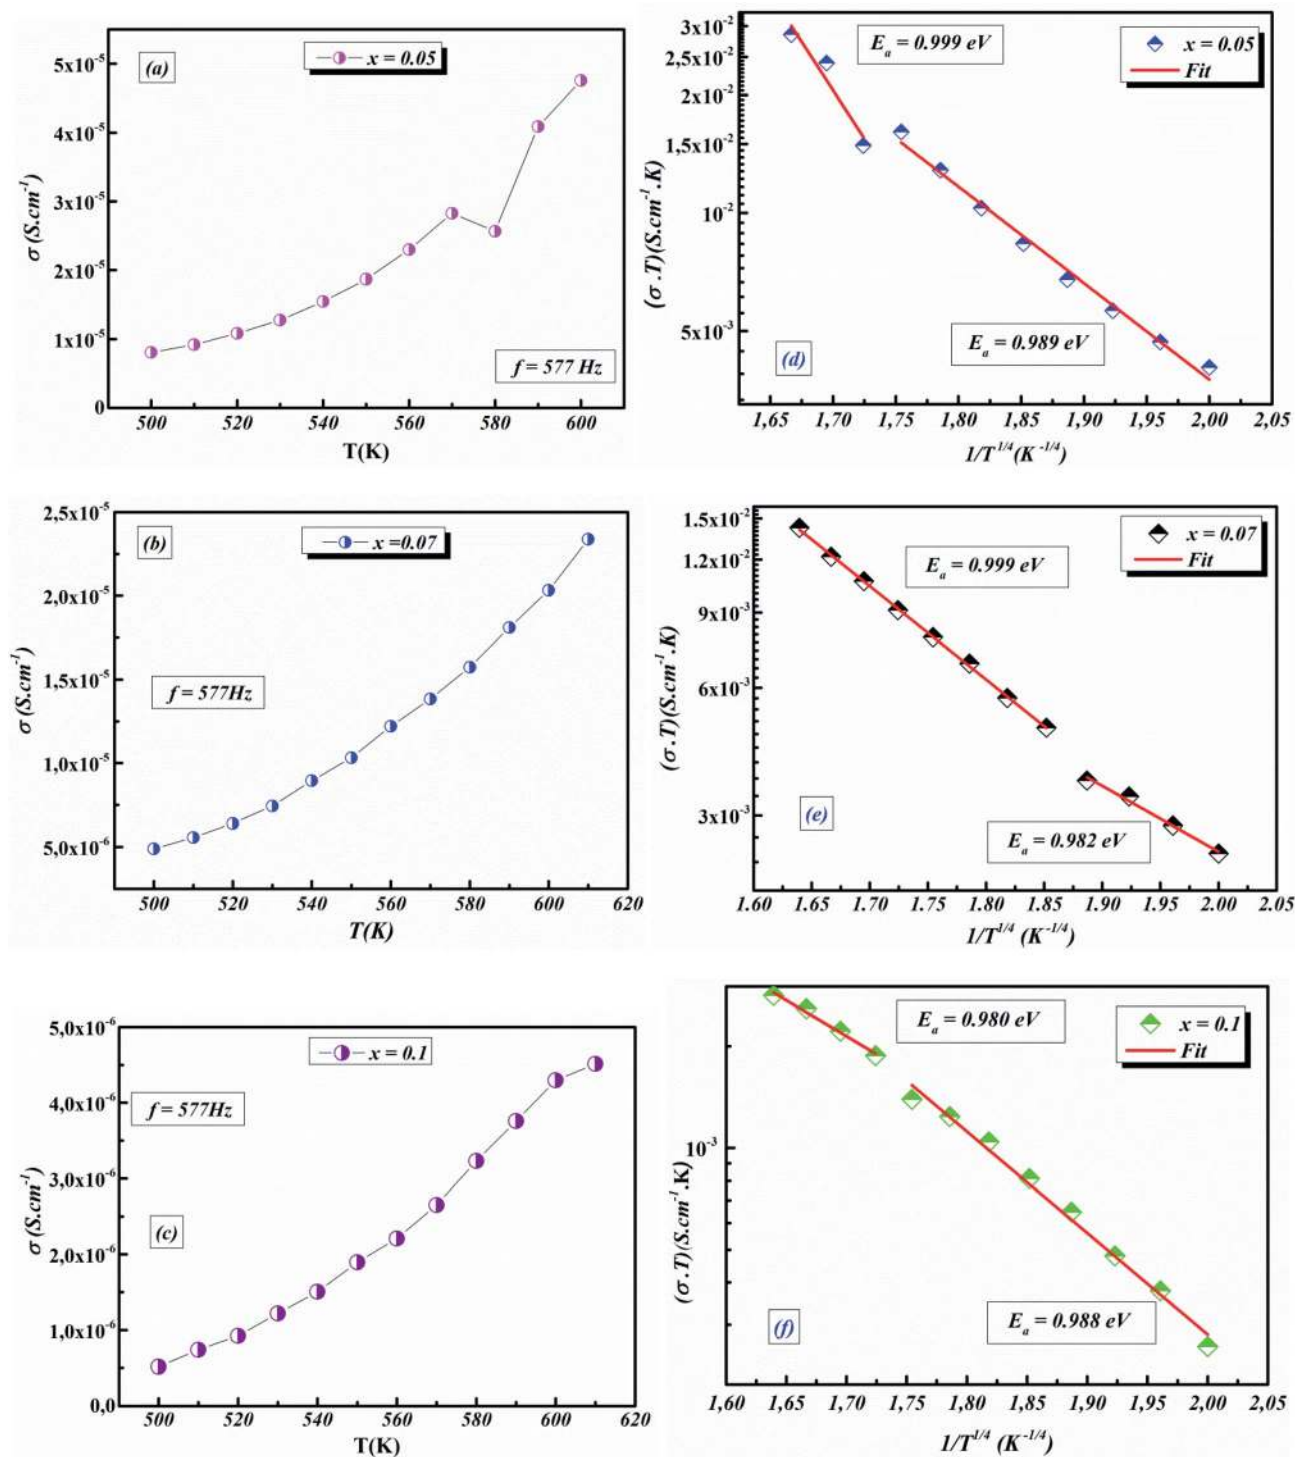 (a)
x = 0.05
5x10⁻⁵
4x10⁻⁵
3x10⁻⁵
2x10⁻⁵
1x10⁻⁵
0
σ (S.cm⁻¹)
f = 577 Hz
500 520 540 560 580 600
T(K)
3x10⁻²
2,5x10⁻²
2x10⁻²
1,5x10⁻²
10⁻²
5x10⁻³
(σ .T)(S.cm⁻¹.K)
Eₐ = 0.999 eV
x = 0.05
Fit
Eₐ = 0.989 eV
(d)
1,65 1,70 1,75 1,80 1,85 1,90 1,95 2,00 2,05
1/T^1/4(K^-1/4)
(b)
x =0.07
2,5x10⁻⁵
2,0x10⁻⁵
1,5x10⁻⁵
1,0x10⁻⁵
5,0x10⁻⁶
σ (S.cm⁻¹)
f = 577Hz
500 520 540 560 580 600 620
T(K)
1.5x10⁻²
1.2x10⁻²
9x10⁻³
6x10⁻³
3x10⁻³
(σ .T)(S.cm⁻¹.K)
Eₐ = 0.999 eV
x = 0.07
Fit
(e)
Eₐ = 0.982 eV
1.60 1.65 1.70 1.75 1.80 1.85 1.90 1.95 2.00 2.05
1/T^1/4 (K^-1/4)
5,0x10⁻⁶
4,0x10⁻⁶
3,0x10⁻⁶
2,0x10⁻⁶
1,0x10⁻⁶
0,0
σ (S.cm⁻¹)
x = 0.1
f = 577Hz
(c)
500 520 540 560 580 600 620
T(K)
10⁻³
(σ .T)(S.cm⁻¹.K)
Eₐ = 0.980 eV
x = 0.1
Fit
(f)
Eₐ = 0.988 eV
1,60 1,65 1,70 1,75 1,80 1,85 1,90 1,95 2,00 2,05
1/T^1/4 (K^-1/4)